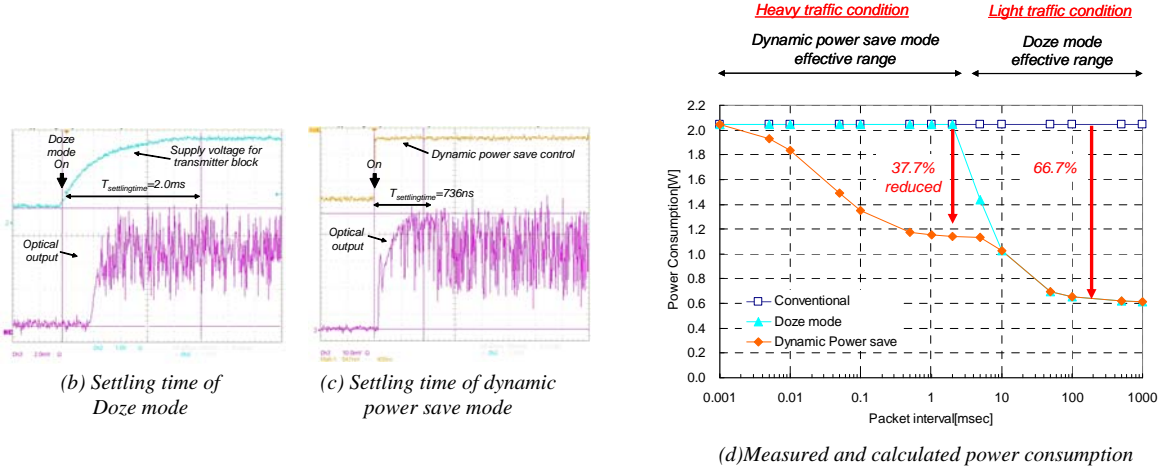 Doze
mode
On
Supply voltage for
transmitter block
Tsettlingtime=2.0ms
Optical
output
(b) Settling time of
Doze mode
On
Dynamic power save control
Tsettlingtime=736ns
Optical
output
(c) Settling time of dynamic
power save mode
Heavy traffic condition
Light traffic condition
Dynamic power save mode
effective range
Doze mode
effective range
Power Consumption[W]
2.2
2.0
1.8
1.6
1.4
1.2
1.0
0.8
0.6
0.4
0.2
0.0
37.7%
reduced
66.7%
Conventional
Doze mode
Dynamic Power save
0.001
0.01
0.1
1
10
100
1000
Packet interval[msec]
(d)Measured and calculated power consumption